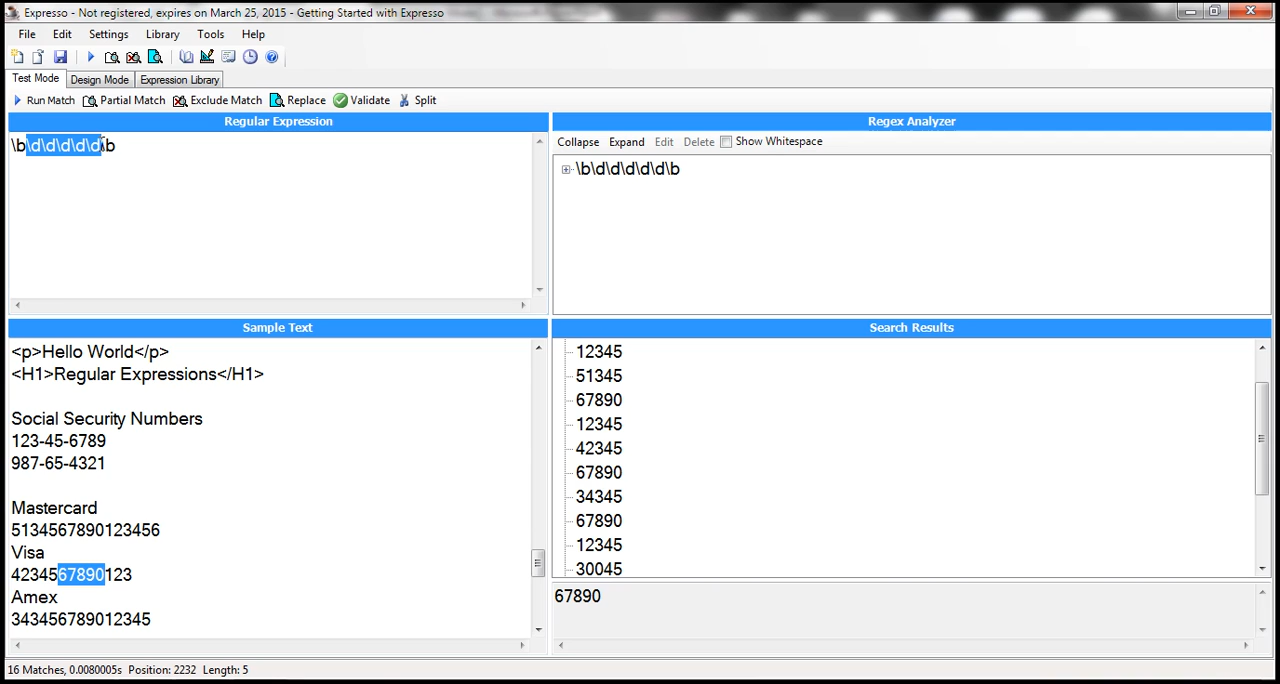 Expresso - Not registered, expires on March 25, 2015 - Getting Started with Expresso
File Edit Settings Library Tools Help
Test Mode Design Mode Expression Library
Run Match Partial Match Exclude Match Replace Validate Split
Regular Expression
\b\d\d\d\d\d\b
Regex Analyzer
Collapse Expand Edit Delete Show Whitespace
\b\d\d\d\d\d\b
Sample Text
<p>Hello World</p>
<H1>Regular Expressions</H1>
Social Security Numbers
123-45-6789
987-65-4321
Mastercard
5134567890123456
Visa
4234567890123
Amex
343456789012345
Search Results
12345
51345
67890
12345
42345
67890
34345
67890
12345
30045
67890
16 Matches, 0.0080005s Position: 2232 Length: 5